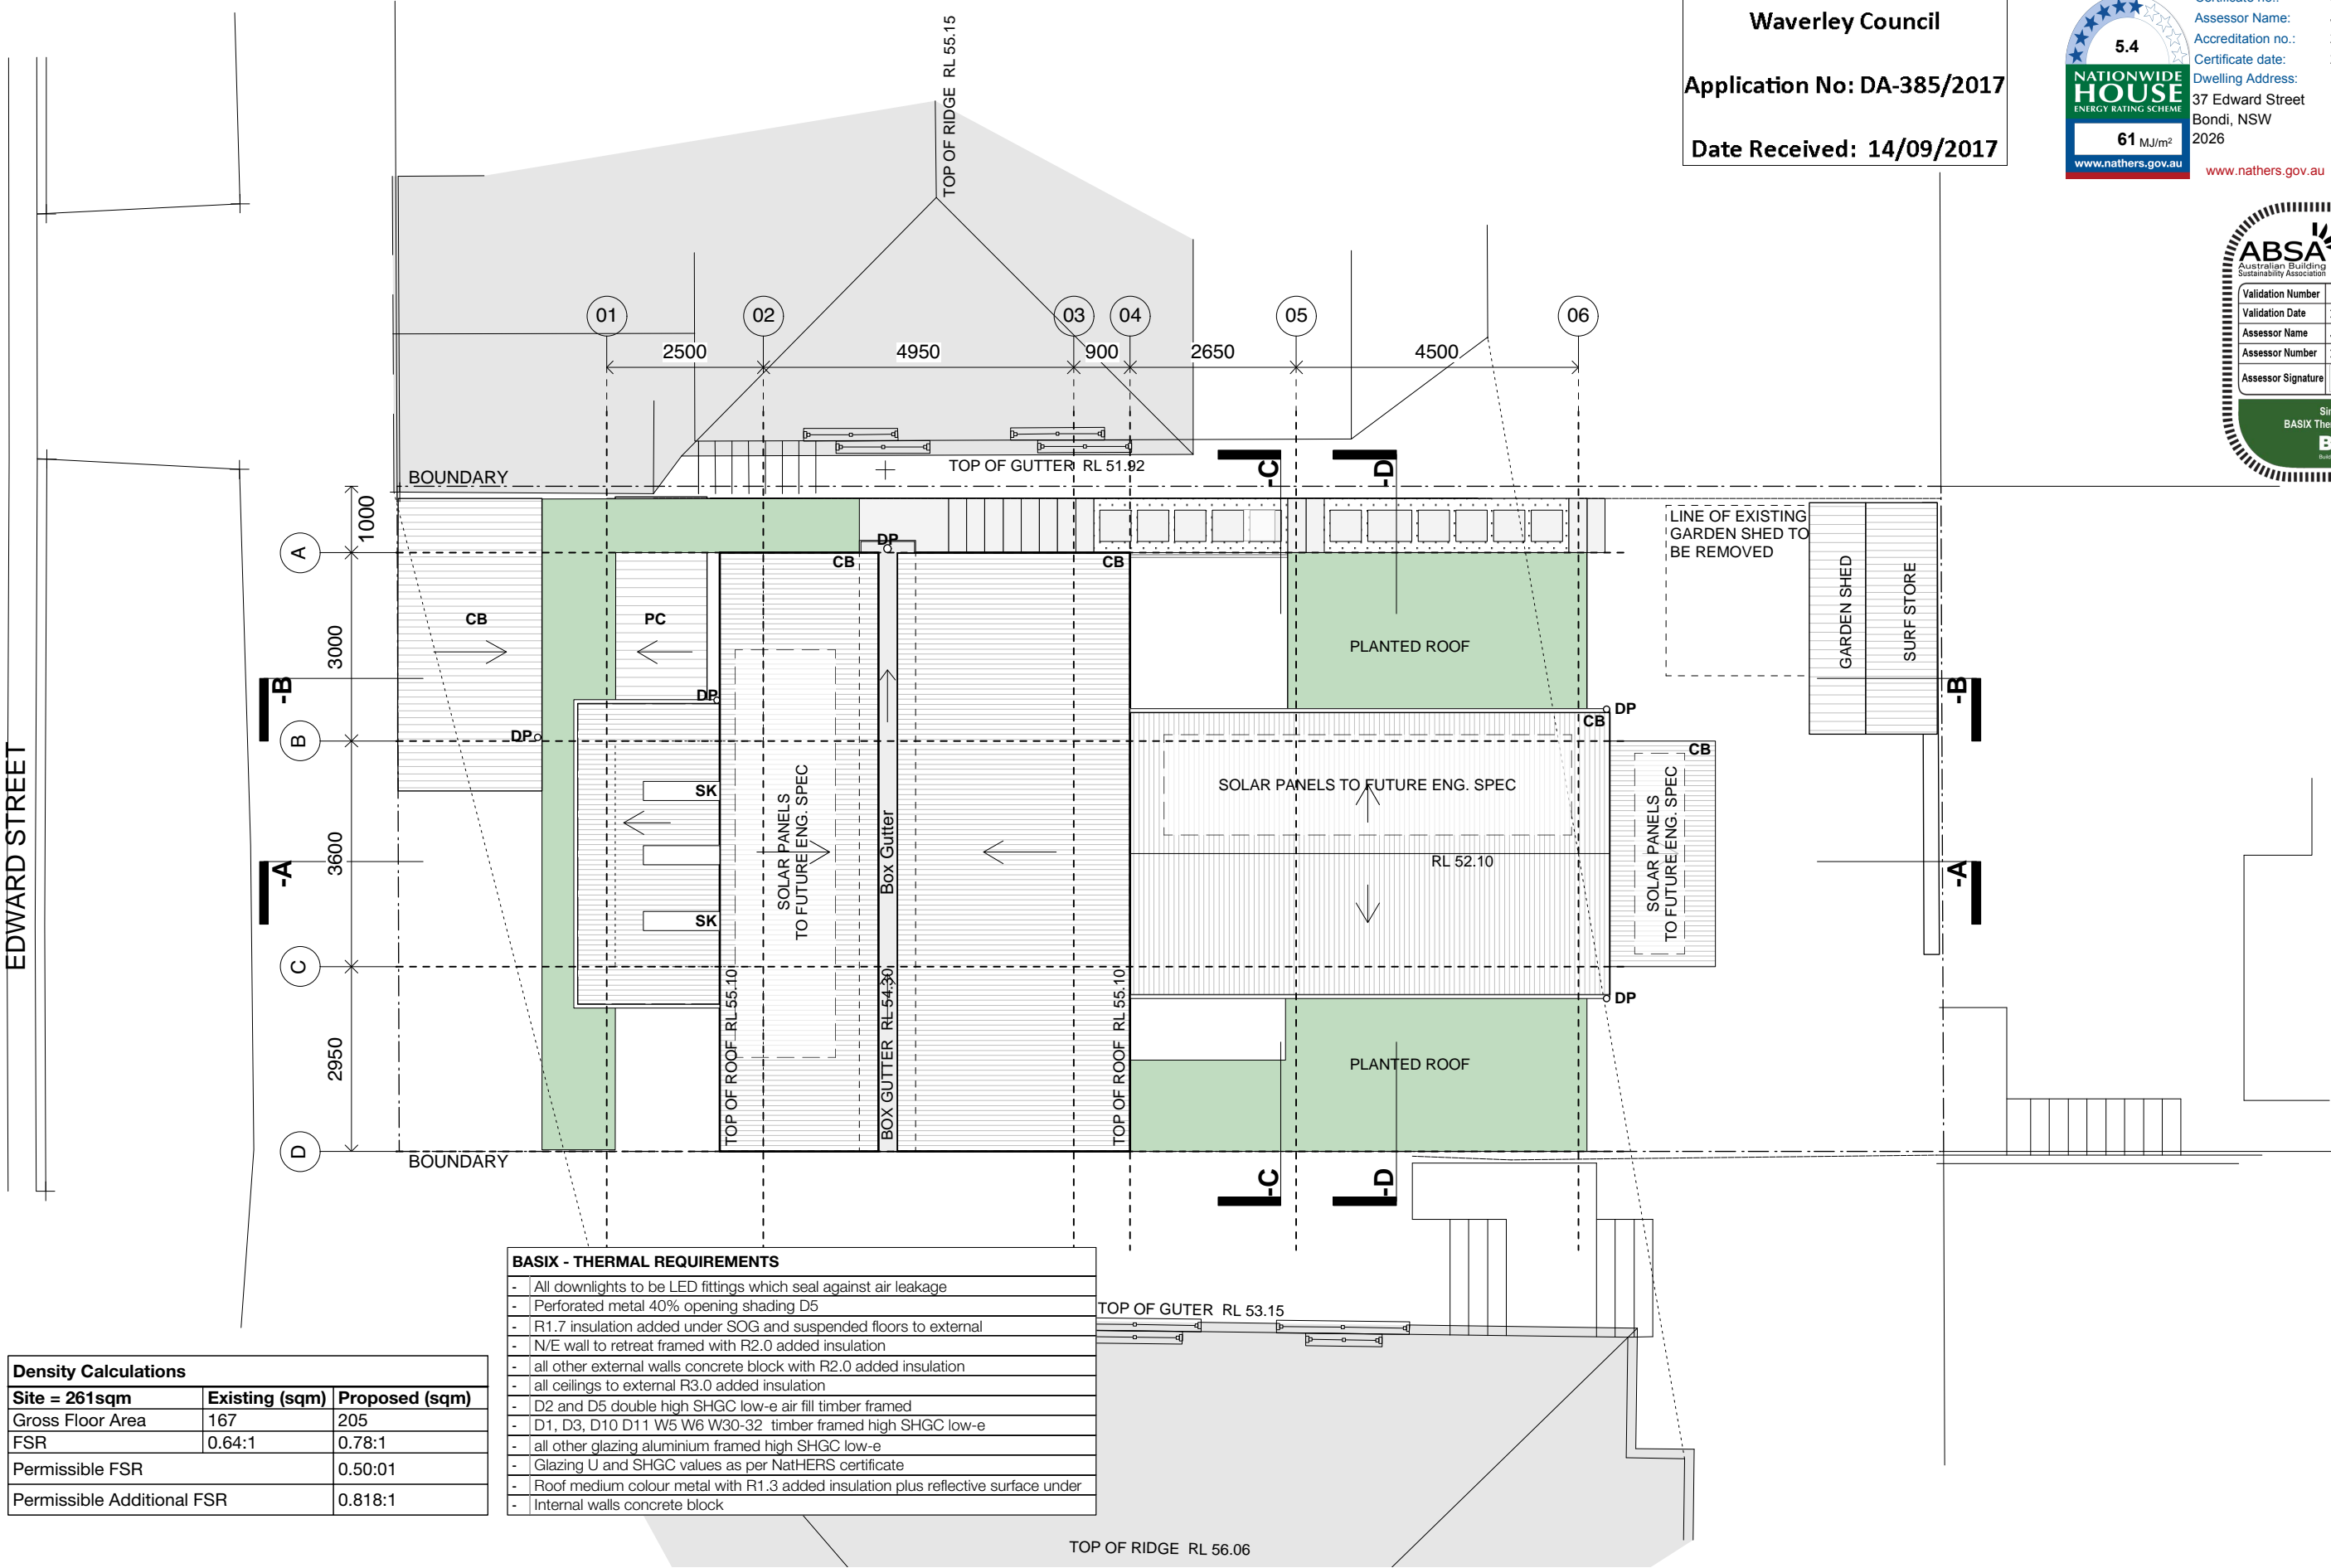 Waverley Council
Application No: DA-385/2017
Date Received: 14/09/2017
5.4
NATIONWIDE
HOUSE
ENERGY RATING SCHEME
61 MJ/m²
www.nathers.gov.au
Assessor Name:
Accreditation no.:
Certificate date:
Dwelling Address:
37 Edward Street
Bondi, NSW
2026
www.nathers.gov.au
ABSA
Australian Building
Sustainability Association
Validation Number
Validation Date
Assessor Name
Assessor Number
Assessor Signature
TOP OF RIDGE RL 55.15
01
02
03
04
05
06
2500
4950
900
2650
4500
TOP OF GUTTER RL 51.92
-C
-D
BOUNDARY
1000
A
3000
B
3600
C
2950
D
-B
-A
EDWARD STREET
CB
PC
DP
DP
DP
CB
CB
SK
SK
SOLAR PANELS
TO FUTURE ENG. SPEC
Box Gutter
TOP OF ROOF RL 55.10
BOX GUTTER RL 54.30
TOP OF ROOF RL 55.10
PLANTED ROOF
SOLAR PANELS TO FUTURE ENG. SPEC
RL 52.10
DP
CB
CB
SOLAR PANELS
TO FUTURE ENG. SPEC
DP
PLANTED ROOF
LINE OF EXISTING
GARDEN SHED TO
BE REMOVED
GARDEN SHED
SURF STORE
-B
-A
BOUNDARY
-C
-D
BASIX - THERMAL REQUIREMENTS
- All downlights to be LED fittings which seal against air leakage
- Perforated metal 40% opening shading D5
- R1.7 insulation added under SOG and suspended floors to external
- N/E wall to retreat framed with R2.0 added insulation
- all other external walls concrete block with R2.0 added insulation
- all ceilings to external R3.0 added insulation
- D2 and D5 double high SHGC low-e air fill timber framed
- D1, D3, D10 D11 W5 W6 W30-32 timber framed high SHGC low-e
- all other glazing aluminium framed high SHGC low-e
- Glazing U and SHGC values as per NatHERS certificate
- Roof medium colour metal with R1.3 added insulation plus reflective surface under
- Internal walls concrete block
TOP OF GUTER RL 53.15
TOP OF RIDGE RL 56.06
Density Calculations
Site = 261sqm Existing (sqm) Proposed (sqm)
Gross Floor Area 167 205
FSR 0.64:1 0.78:1
Permissible FSR 0.50:01
Permissible Additional FSR 0.818:1